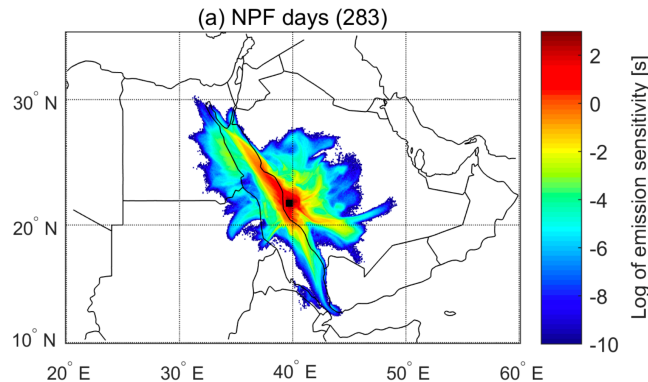 (a) NPF days (283)
30° N
20° N
10° N
20° E
30° E
40° E
50° E
60° E
2
0
-2
-4
-6
-8
-10
Log of emission sensitivity [s]